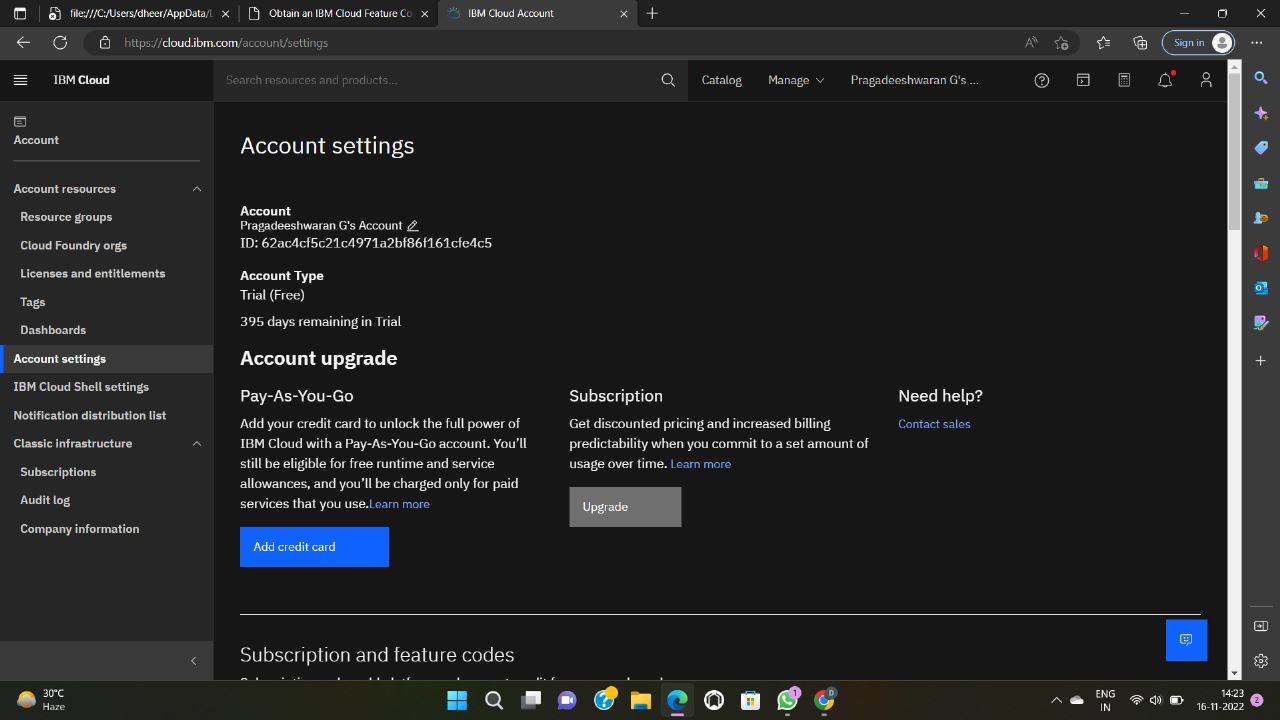 file:///C:/Users/dheer/AppData/L
Obtain an IBM Cloud Feature Co
IBM Cloud Account
https://cloud.ibm.com/account/settings
Sign in
IBM Cloud
Search resources and products...
Catalog
Manage
Pragadeeshwaran G's ...
Account
Account resources
Resource groups
Cloud Foundry orgs
Licenses and entitlements
Tags
Dashboards
Account settings
IBM Cloud Shell settings
Notification distribution list
Classic infrastructure
Subscriptions
Audit log
Company information
Account settings
Account
Pragadeeshwaran G's Account
ID: 62ac4cf5c21c4971a2bf86f161cfe4c5
Account Type
Trial (Free)
395 days remaining in Trial
Account upgrade
Pay-As-You-Go
Add your credit card to unlock the full power of
IBM Cloud with a Pay-As-You-Go account. You'll
still be eligible for free runtime and service
allowances, and you'll be charged only for paid
services that you use.Learn more
Add credit card
Subscription
Get discounted pricing and increased billing
predictability when you commit to a set amount of
usage over time. Learn more
Upgrade
Need help?
Contact sales
Subscription and feature codes
30°C
Haze
1
D
ENG
IN
14:23
16-11-2022
2